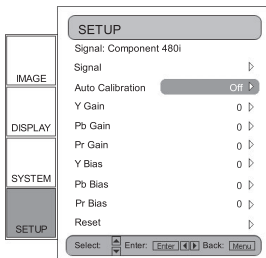 SETUP
Signal: Component 480i
Signal
Auto Calibration Off
Y Gain 0
Pb Gain 0
Pr Gain 0
Y Bias 0
Pb Bias 0
Pr Bias 0
Reset
Select: Enter: Enter Back: Menu
IMAGE
DISPLAY
SYSTEM
SETUP